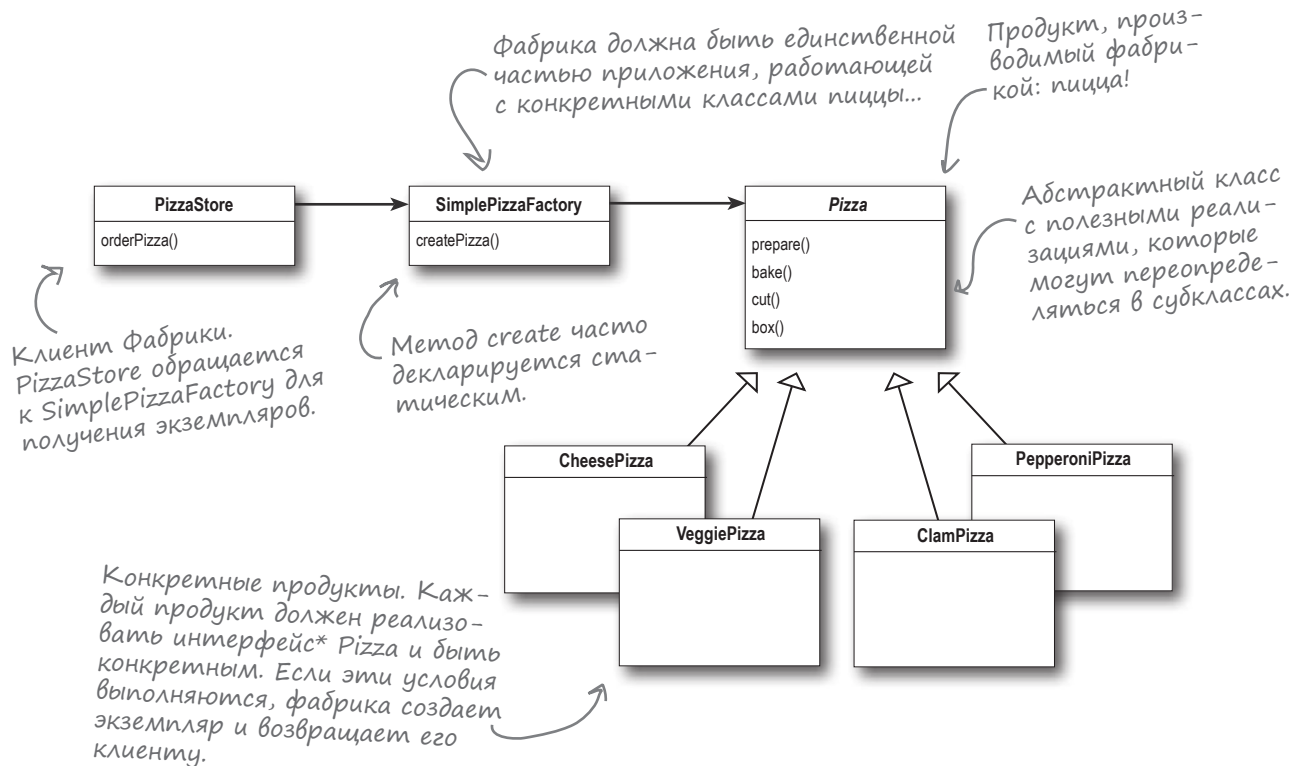 Фабрика должна быть единственной
частью приложения, работающей
с конкретными классами пиццы...
Продукт, произ-
водимый фабри-
кой: пицца!
PizzaStore
orderPizza()
SimplePizzaFactory
createPizza()
Pizza
prepare()
bake()
cut()
box()
Абстрактный класс
с полезными реали-
зациями, которые
могут переопреде-
ляться в субклассах.
Клиент Фабрики.
PizzaStore обращается
к SimplePizzaFactory для
получения экземпляров.
Метод create часто
декларируется ста-
тическим.
CheesePizza
VeggiePizza
ClamPizza
PepperoniPizza
Конкретные продукты. Каж-
дый продукт должен реализо-
вать интерфейс* Pizza и быть
конкретным. Если эти условия
выполняются, фабрика создает
экземпляр и возвращает его
клиенту.